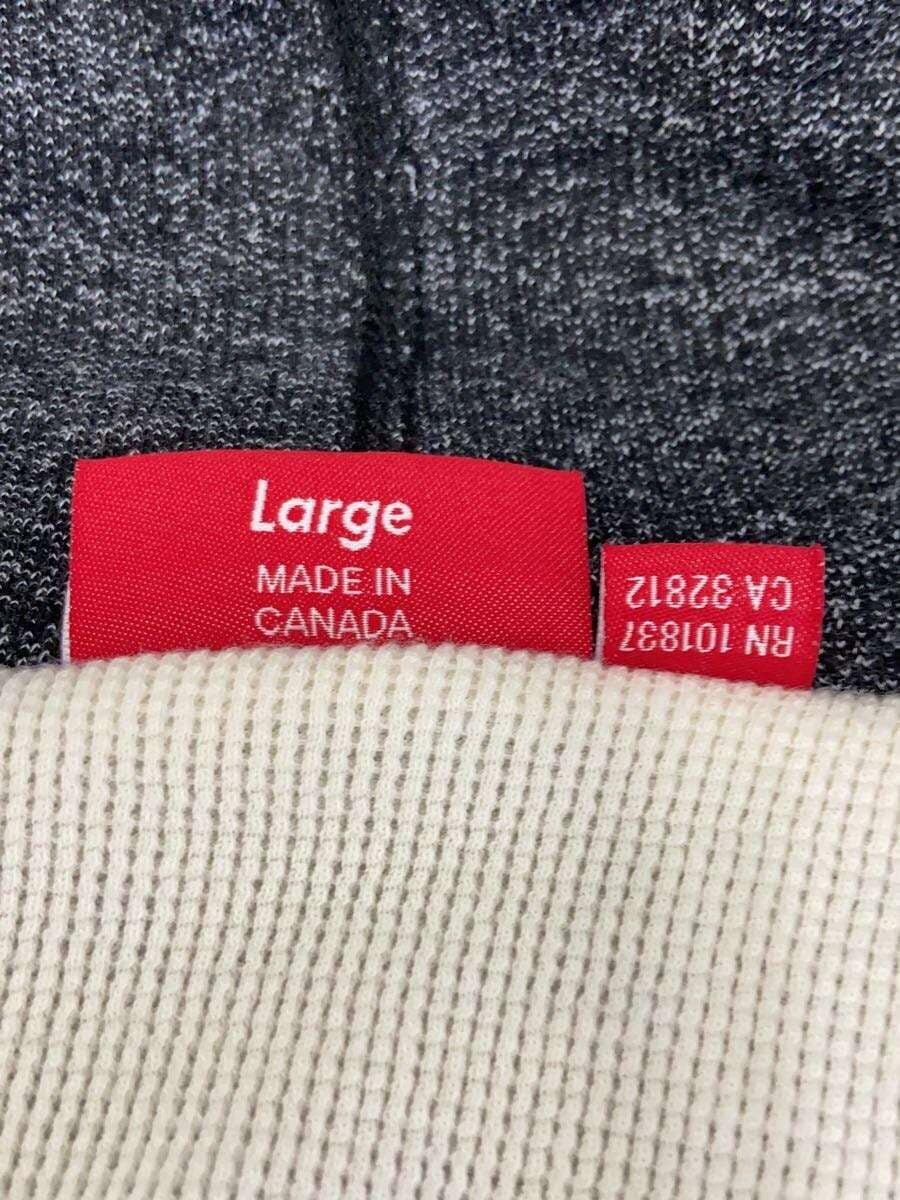 Large
MADE IN
CANADA
RN 101837
CA 32812